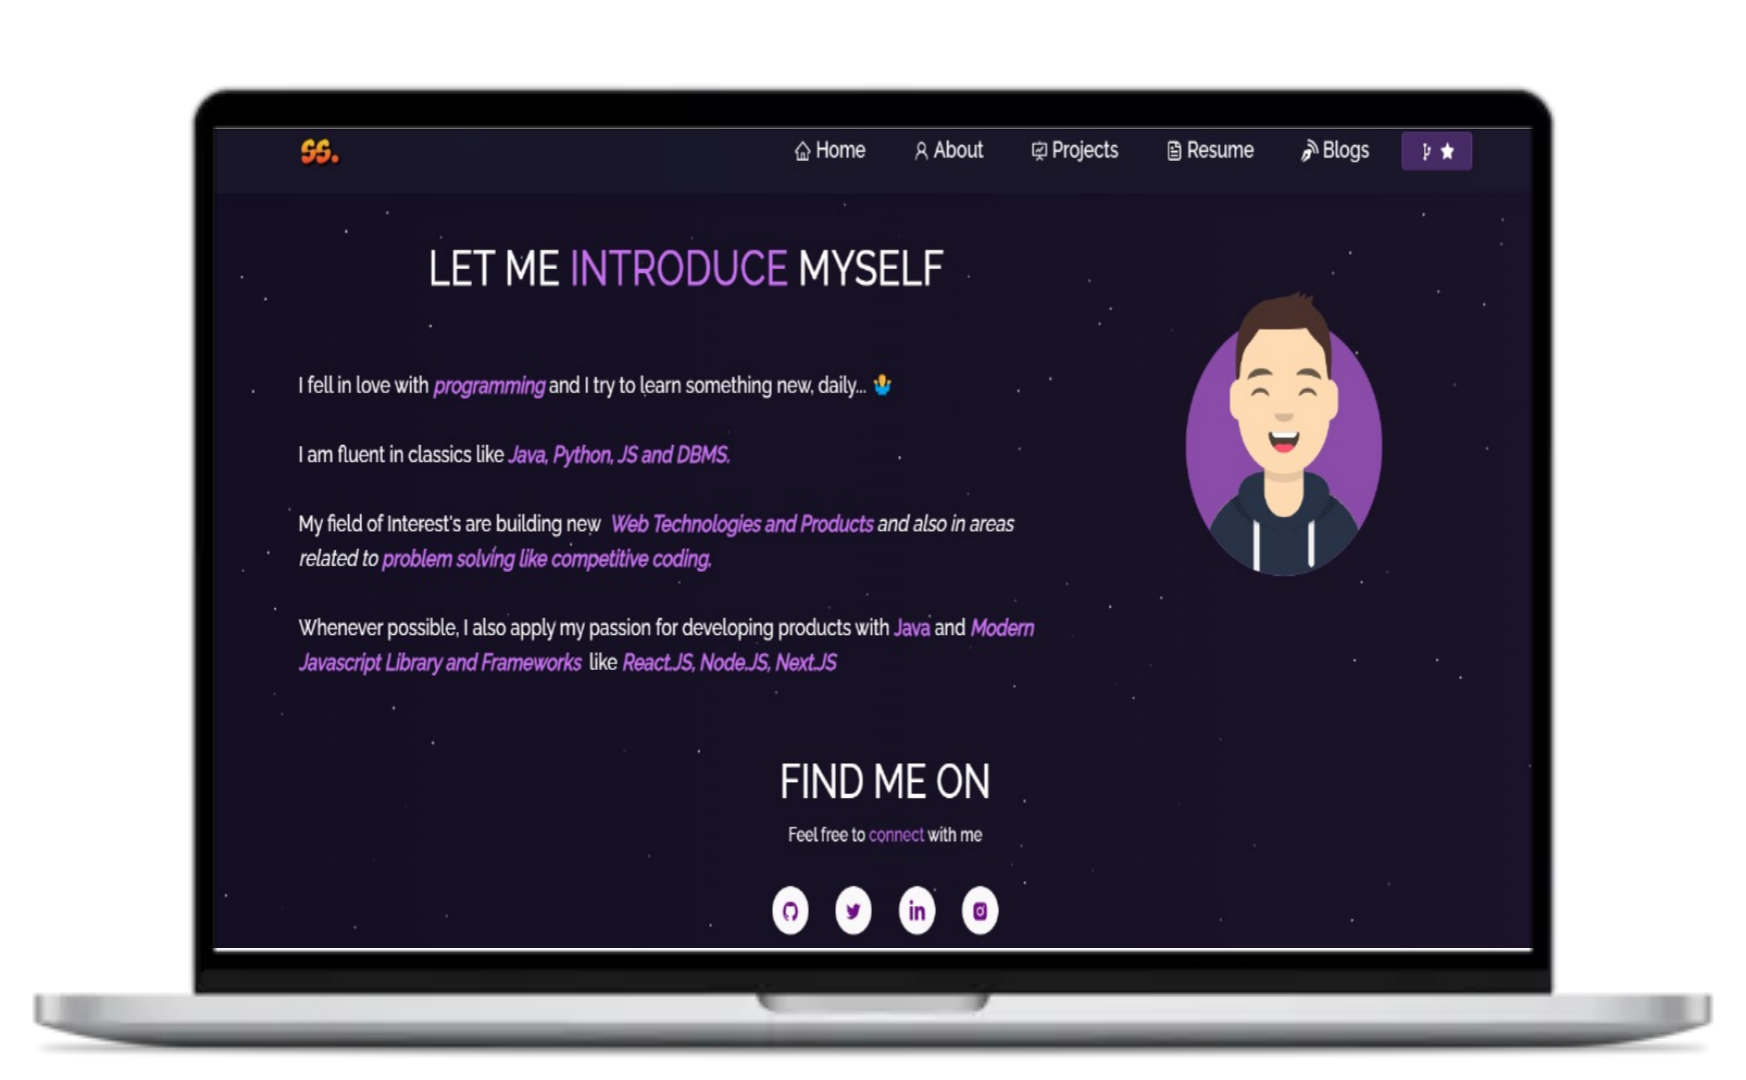 SS.
Home About Projects Resume Blogs
LET ME INTRODUCE MYSELF
I fell in love with programming and I try to learn something new, daily... 🤷‍♂️
I am fluent in classics like Java, Python, JS and DBMS.
My field of Interest's are building new Web Technologies and Products and also in areas
related to problem solving like competitive coding.
Whenever possible, I also apply my passion for developing products with Java and Modern
Javascript Library and Frameworks like React.JS, Node.JS, Next.JS
FIND ME ON
Feel free to connect with me
in